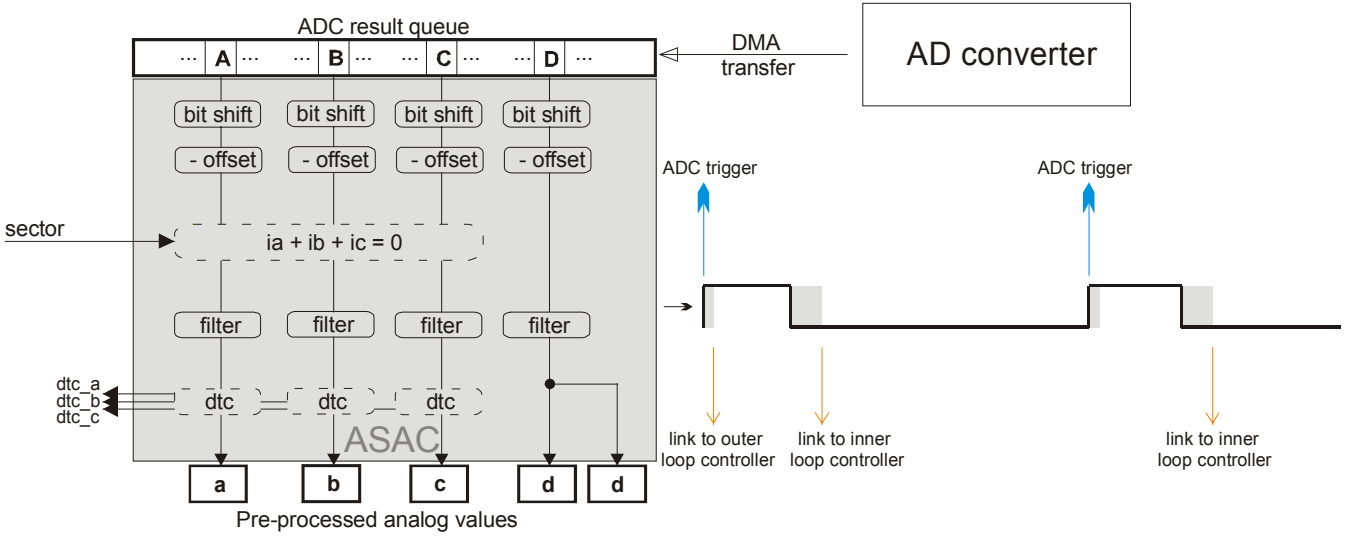 ADC result queue
··· A ··· ··· B ··· ··· C ··· ··· D ···
DMA
transfer
AD converter
bit shift bit shift bit shift bit shift
- offset - offset - offset - offset
ADC trigger
ADC trigger
sector
ia + ib + ic = 0
filter filter filter filter
dtc_a
dtc_b
dtc_c
dtc dtc dtc
ASAC
link to outer
loop controller
link to inner
loop controller
link to inner
loop controller
a b c d d
Pre-processed analog values